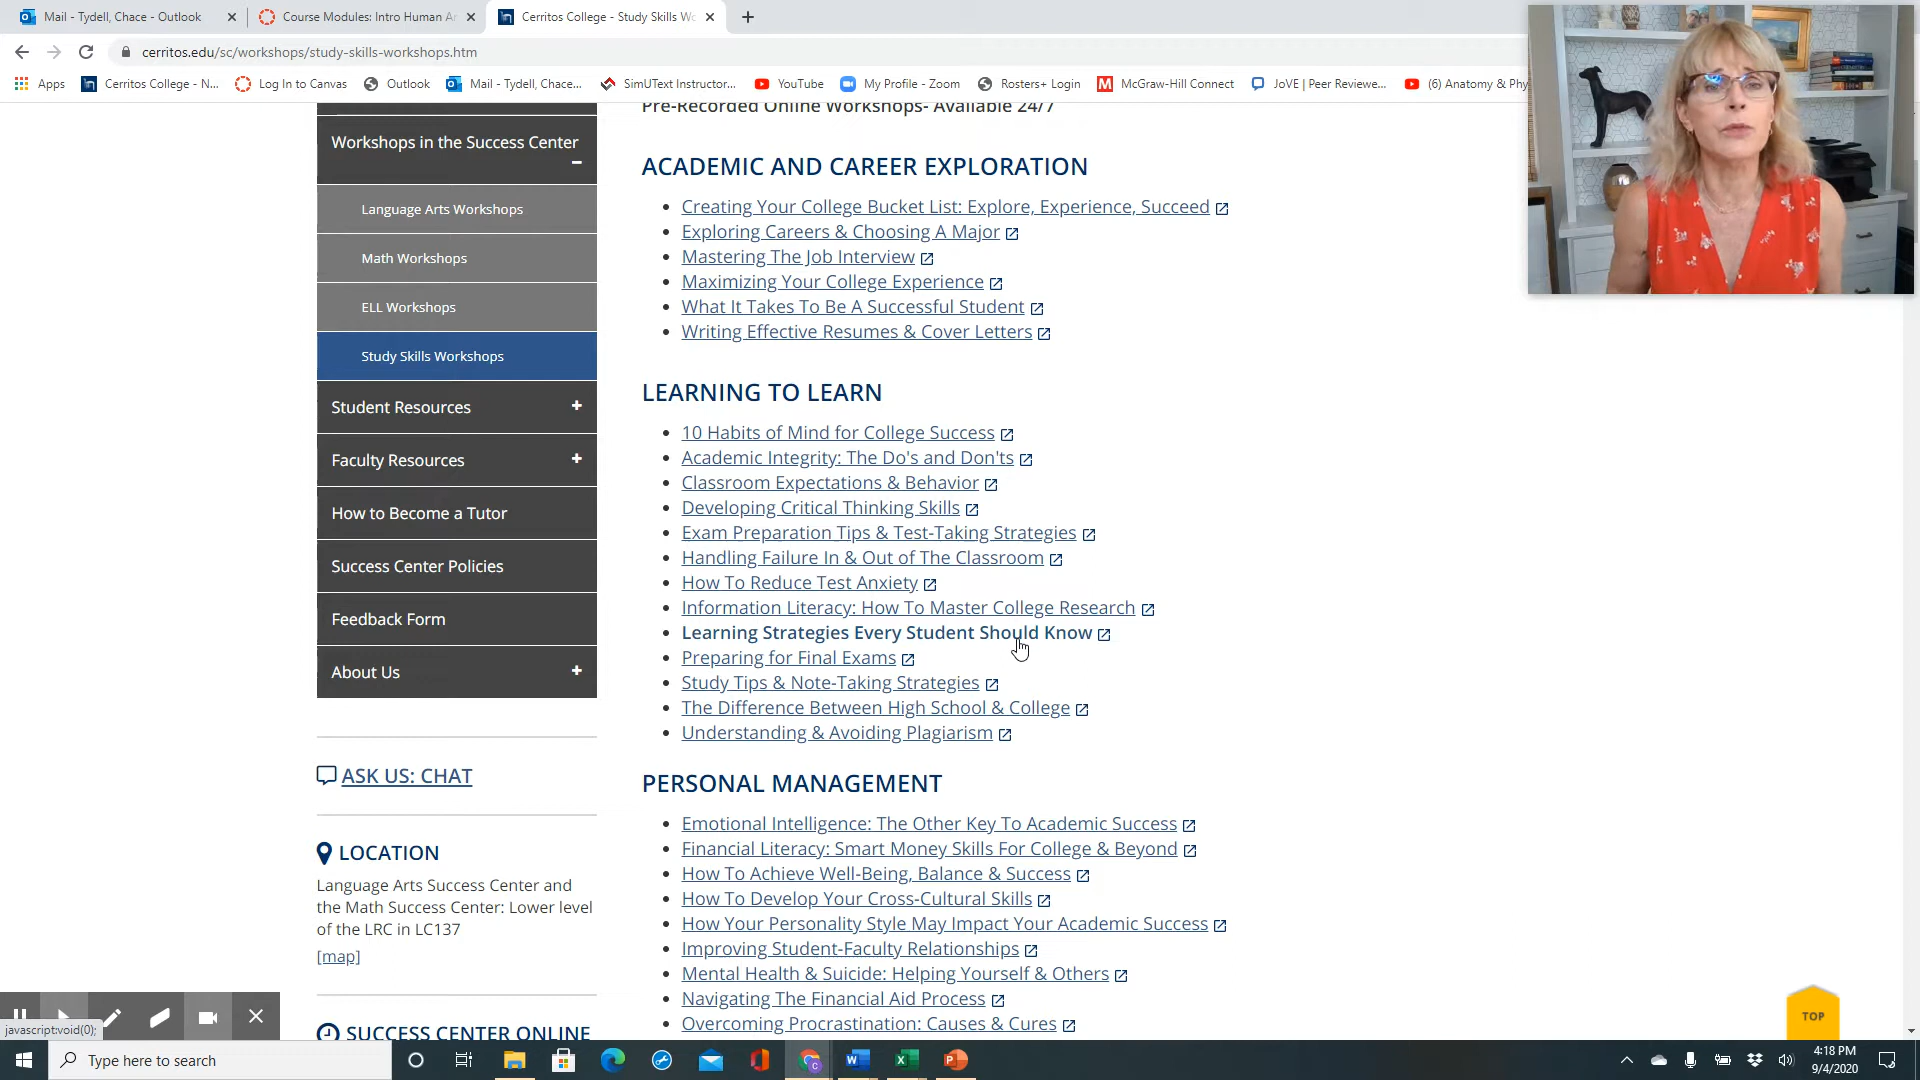 Mail - Tydell, Chace - Outlook
Course Modules: Intro Human Ar
Cerritos College - Study Skills Wo
cerritos.edu/sc/workshops/study-skills-workshops.htm
Apps
Cerritos College - N...
Log In to Canvas
Outlook
Mail - Tydell, Chace...
SimUText Instructor...
YouTube
My Profile - Zoom
Rosters+ Login
McGraw-Hill Connect
JoVE | Peer Reviewe...
(6) Anatomy & Phy
Workshops in the Success Center
Language Arts Workshops
Math Workshops
ELL Workshops
Study Skills Workshops
Student Resources
Faculty Resources
How to Become a Tutor
Success Center Policies
Feedback Form
About Us
ASK US: CHAT
LOCATION
Language Arts Success Center and
the Math Success Center: Lower level
of the LRC in LC137
[map]
SUCCESS CENTER ONLINE
Pre-Recorded Online Workshops- Available 24/7
ACADEMIC AND CAREER EXPLORATION
Creating Your College Bucket List: Explore, Experience, Succeed
Exploring Careers & Choosing A Major
Mastering The Job Interview
Maximizing Your College Experience
What It Takes To Be A Successful Student
Writing Effective Resumes & Cover Letters
LEARNING TO LEARN
10 Habits of Mind for College Success
Academic Integrity: The Do's and Don'ts
Classroom Expectations & Behavior
Developing Critical Thinking Skills
Exam Preparation Tips & Test-Taking Strategies
Handling Failure In & Out of The Classroom
How To Reduce Test Anxiety
Information Literacy: How To Master College Research
Learning Strategies Every Student Should Know
Preparing for Final Exams
Study Tips & Note-Taking Strategies
The Difference Between High School & College
Understanding & Avoiding Plagiarism
PERSONAL MANAGEMENT
Emotional Intelligence: The Other Key To Academic Success
Financial Literacy: Smart Money Skills For College & Beyond
How To Achieve Well-Being, Balance & Success
How To Develop Your Cross-Cultural Skills
How Your Personality Style May Impact Your Academic Success
Improving Student-Faculty Relationships
Mental Health & Suicide: Helping Yourself & Others
Navigating The Financial Aid Process
Overcoming Procrastination: Causes & Cures
TOP
javascript:void(0);
Type here to search
4:18 PM
9/4/2020